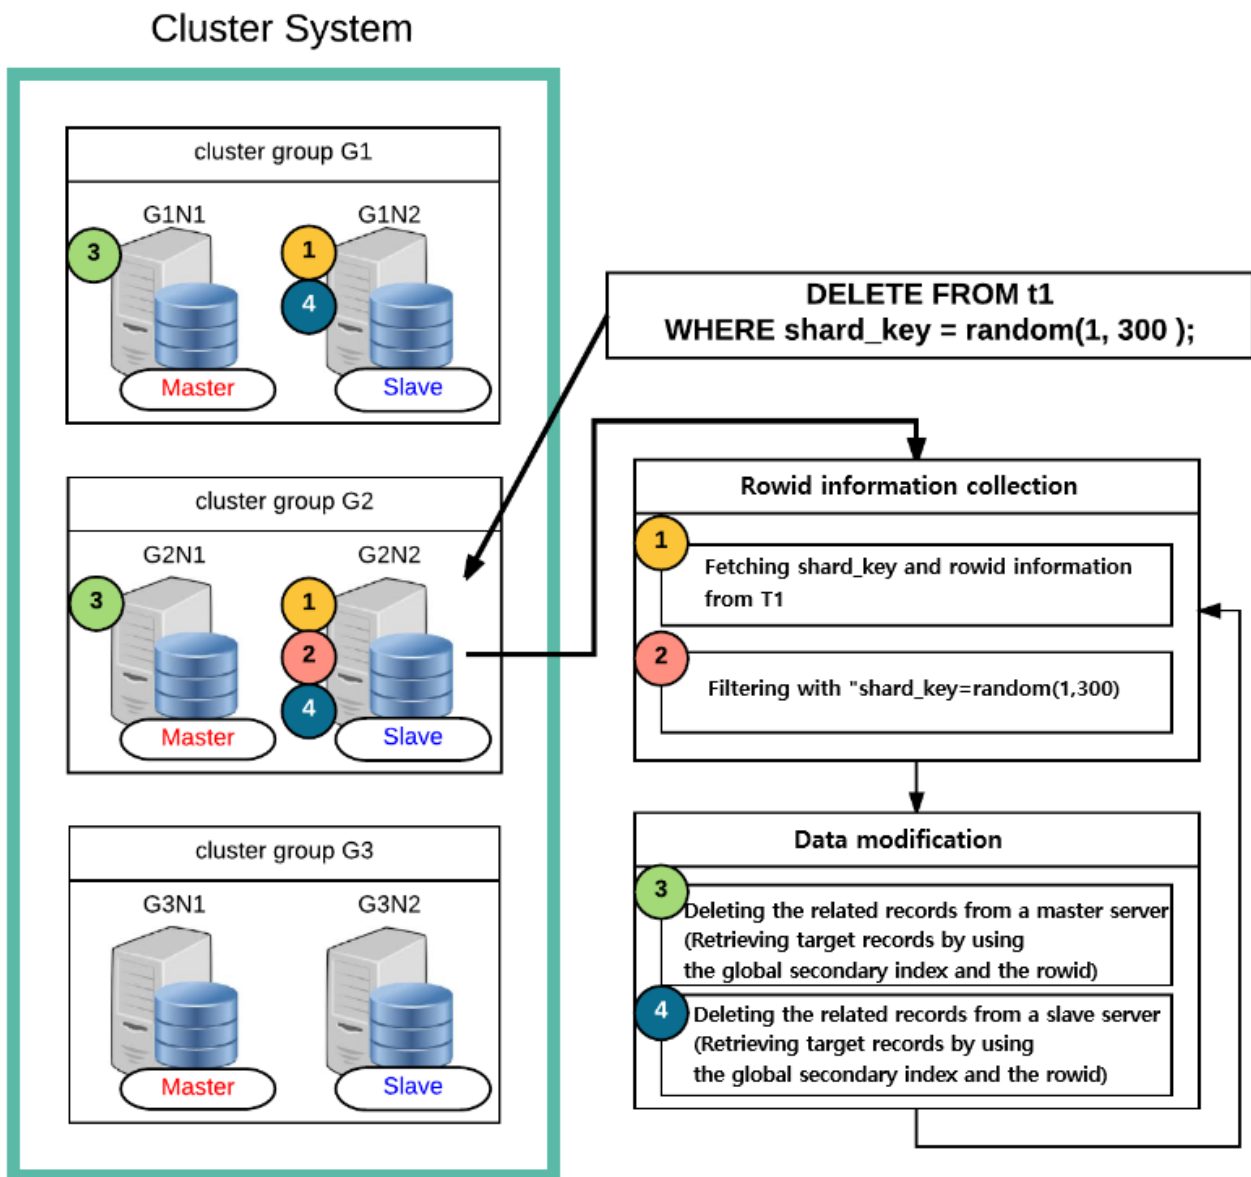 Cluster System
cluster group G1
G1N1
G1N2
3
1
4
Master
Slave
DELETE FROM t1
WHERE shard_key = random(1, 300 );
cluster group G2
G2N1
G2N2
3
1
2
4
Master
Slave
Rowid information collection
1
Fetching shard_key and rowid information
from T1
2
Filtering with "shard_key=random(1,300)
cluster group G3
G3N1
G3N2
Master
Slave
Data modification
3
Deleting the related records from a master server
(Retrieving target records by using
the global secondary index and the rowid)
4
Deleting the related records from a slave server
(Retrieving target records by using
the global secondary index and the rowid)